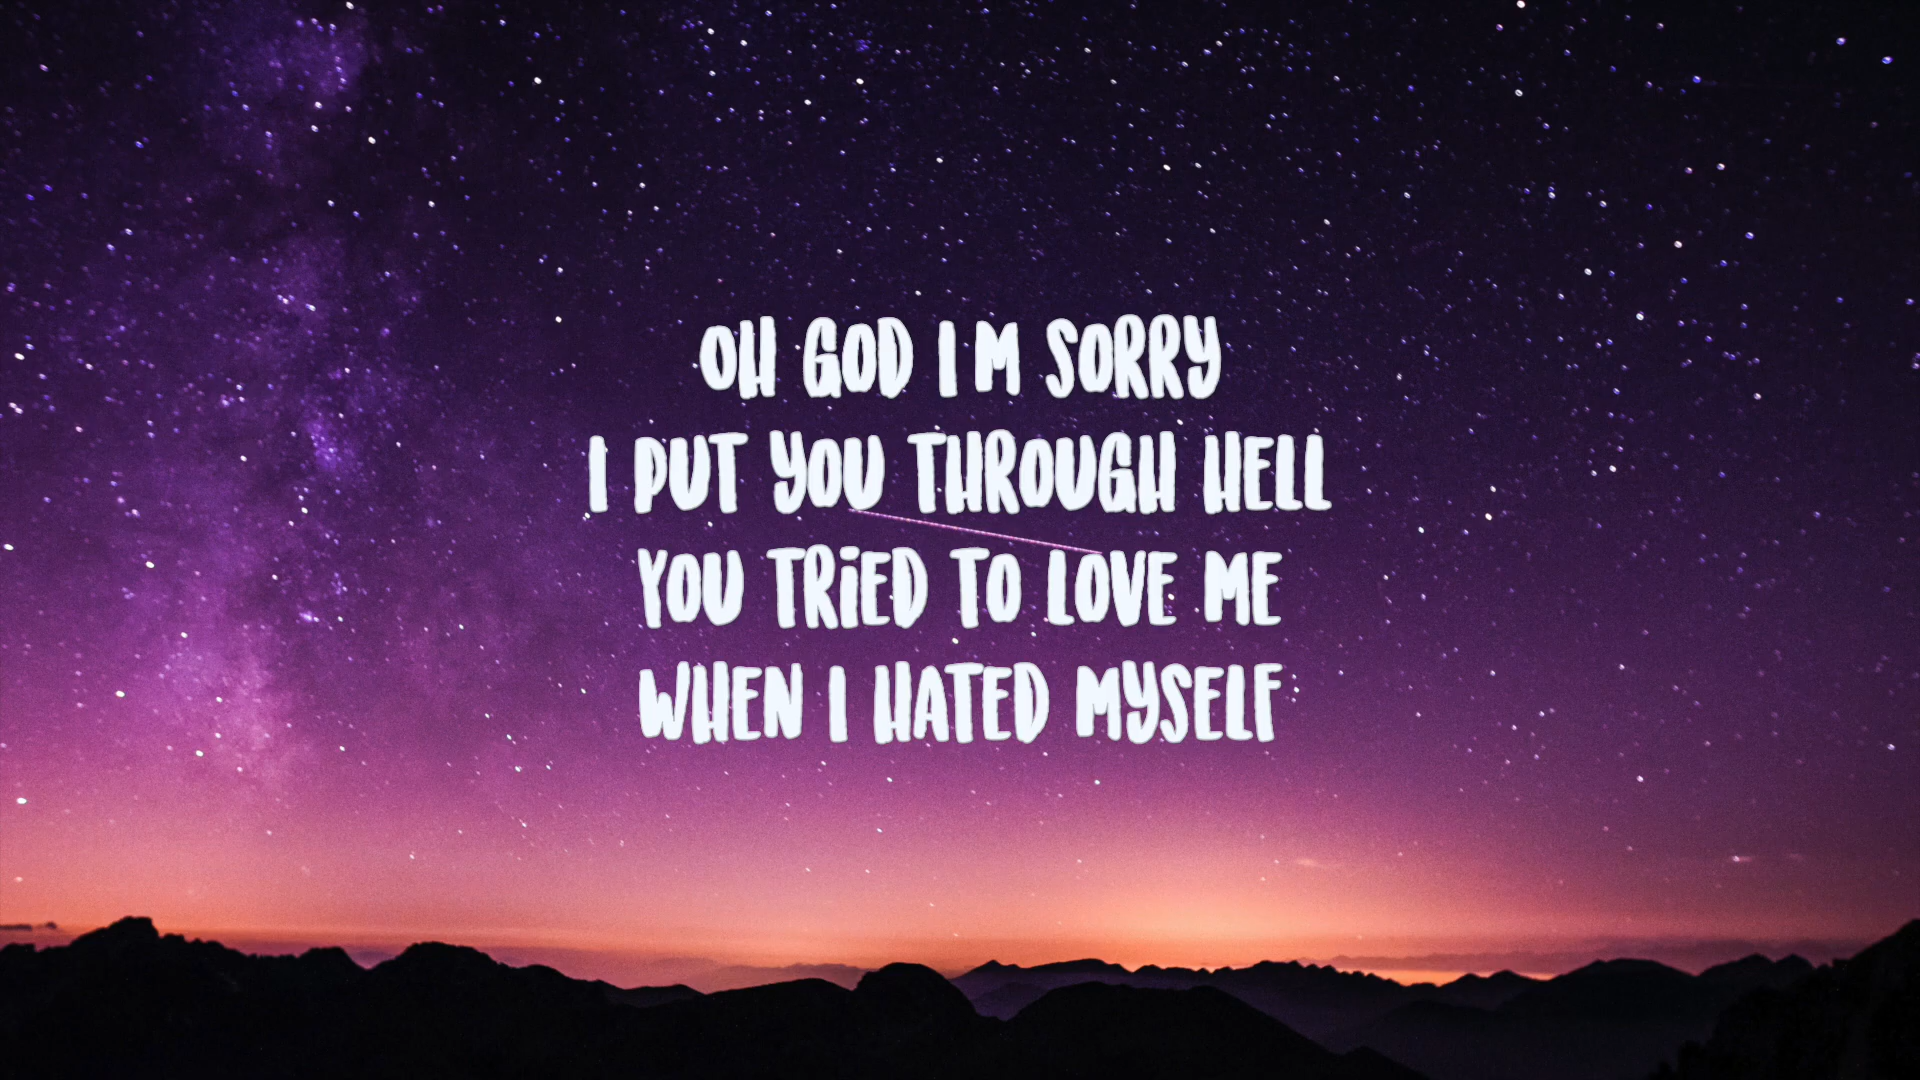 OH GOD I M SORRY
I PUT YOU THROUGH HELL
YOU TRiED TO LOVE ME
WHEN I HATED MYSELF